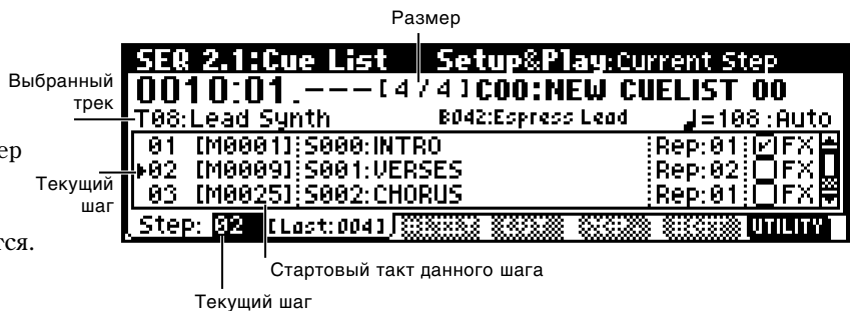 Размер
SEQ 2.1:Cue List Setup&Play:Current Step
Выбранный трек
0010:01.---[4/4]C00:NEW CUELIST 00
T08:Lead Synth B042:Espress Lead ♩=108:Auto
ер
01 [M0001] S000:INTRO Rep:01 FX
Текущий шаг
02 [M0009] S001:VERSES Rep:02 FX
03 [M0025] S002:CHORUS Rep:01 FX
тся.
Step: 02 [Last:004] UTILITY
Стартовый такт данного шага
Текущий шаг